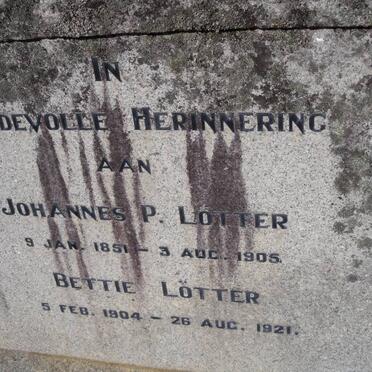 IN
DEVOLLE HERINNERING
AAN
JOHANNES P. LÖTTER
9 JAN. 1851 – 3 AUG. 1905.
BETTIE LÖTTER
5 FEB. 1904 – 26 AUG. 1921.